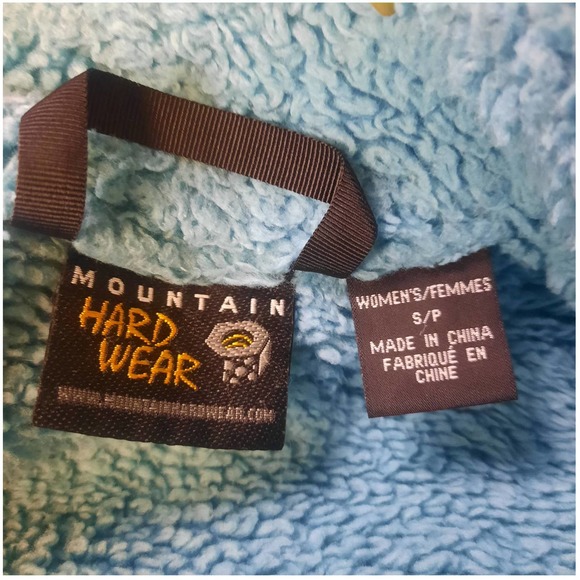 MOUNTAIN
HARD
WEAR
WWW.MOUNTAINHARDWEAR.COM
WOMEN'S/FEMMES
S/P
MADE IN CHINA
FABRIQUÉ EN
CHINE